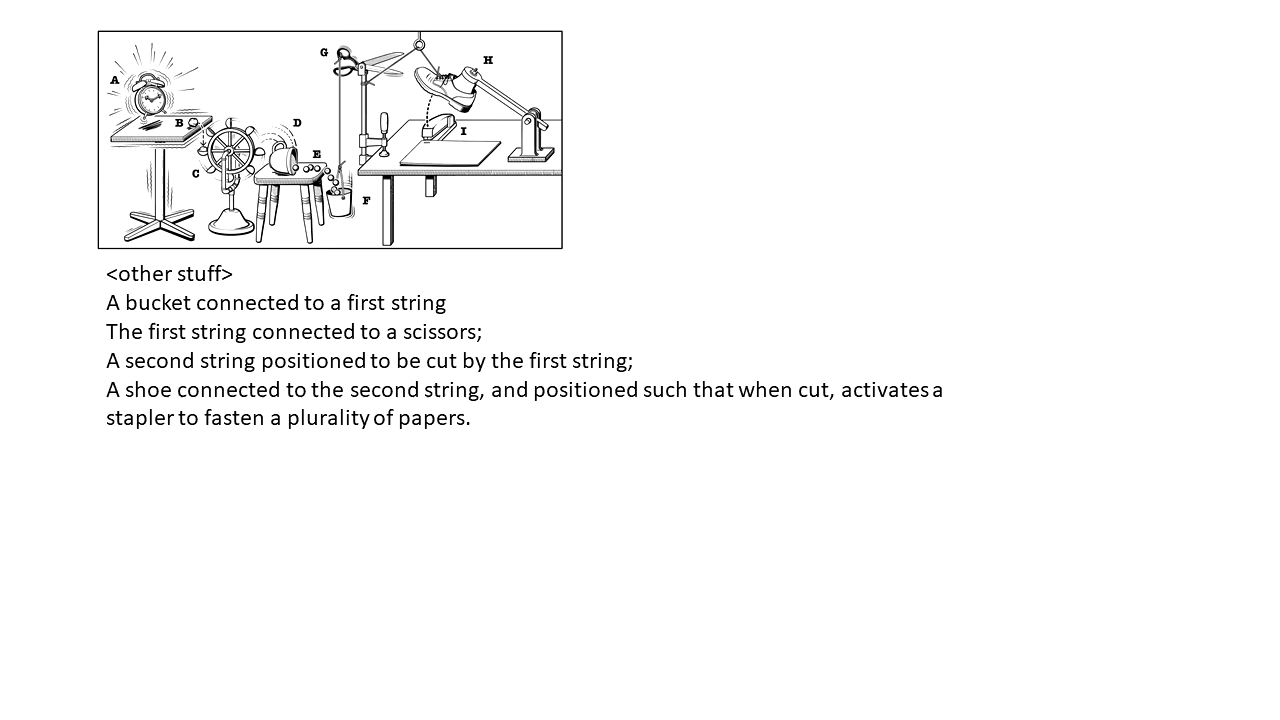 A
B
C
D
E
F
G
H
I
<other stuff>
A bucket connected to a first string
The first string connected to a scissors;
A second string positioned to be cut by the first string;
A shoe connected to the second string, and positioned such that when cut, activates a
stapler to fasten a plurality of papers.